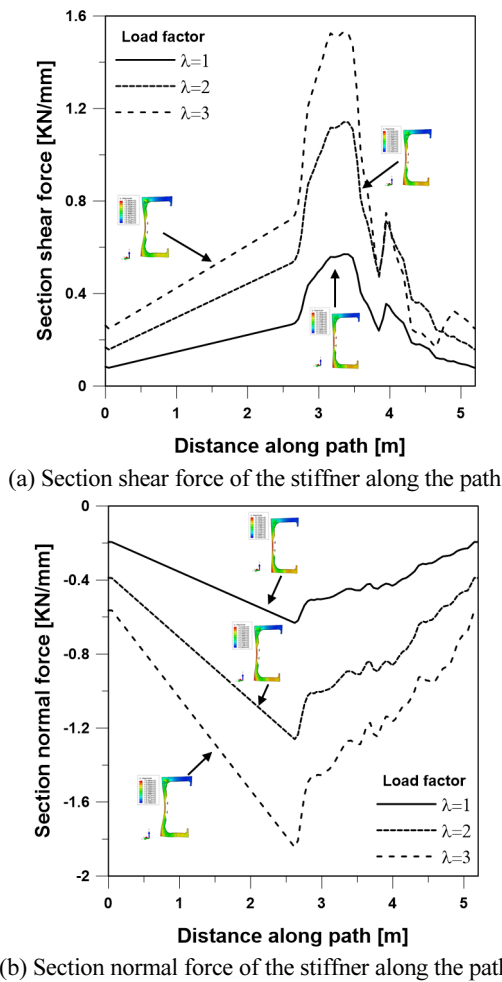 1.6
1.2
0.8
0.4
0
Section shear force [KN/mm]
Load factor
λ=1
λ=2
λ=3
0 1 2 3 4 5
Distance along path [m]
(a) Section shear force of the stiffner along the path
0
-0.4
-0.8
-1.2
-1.6
-2
Section normal force [KN/mm]
Load factor
λ=1
λ=2
λ=3
0 1 2 3 4 5
Distance along path [m]
(b) Section normal force of the stiffner along the path